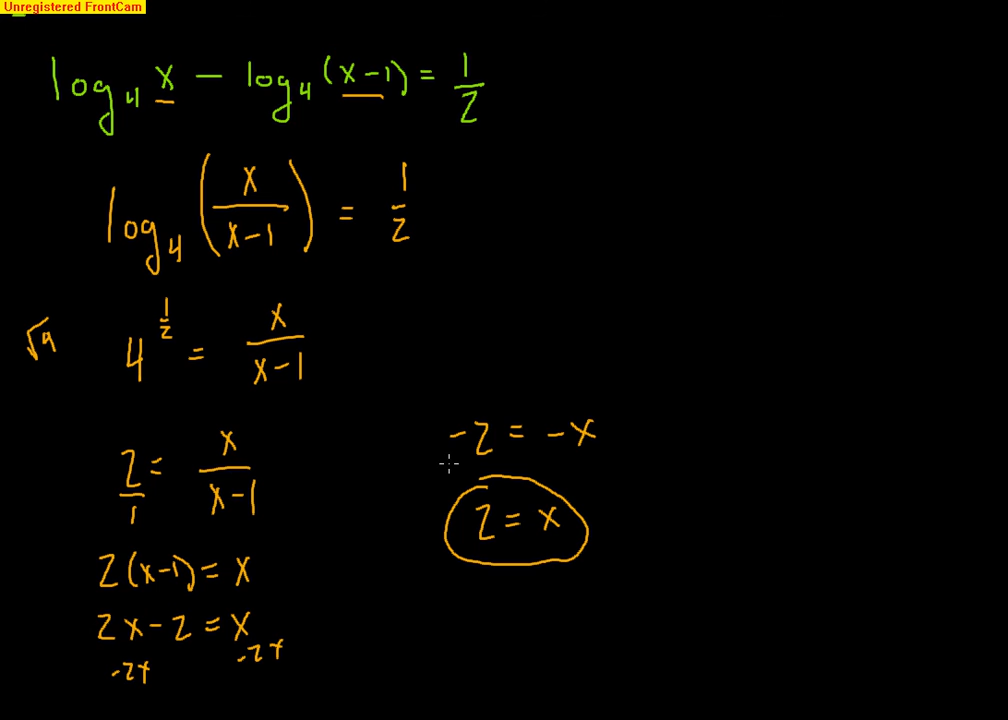 Unregistered FrontCam
log₄ x − log₄ (x−1) = 1/2
log₄ (x/(x−1)) = 1/2
√4
4^(1/2) = x/(x−1)
2/1 = x/(x−1)
2(x−1) = x
2x − 2 = x
-2x -2x
-2 = -x
2 = x